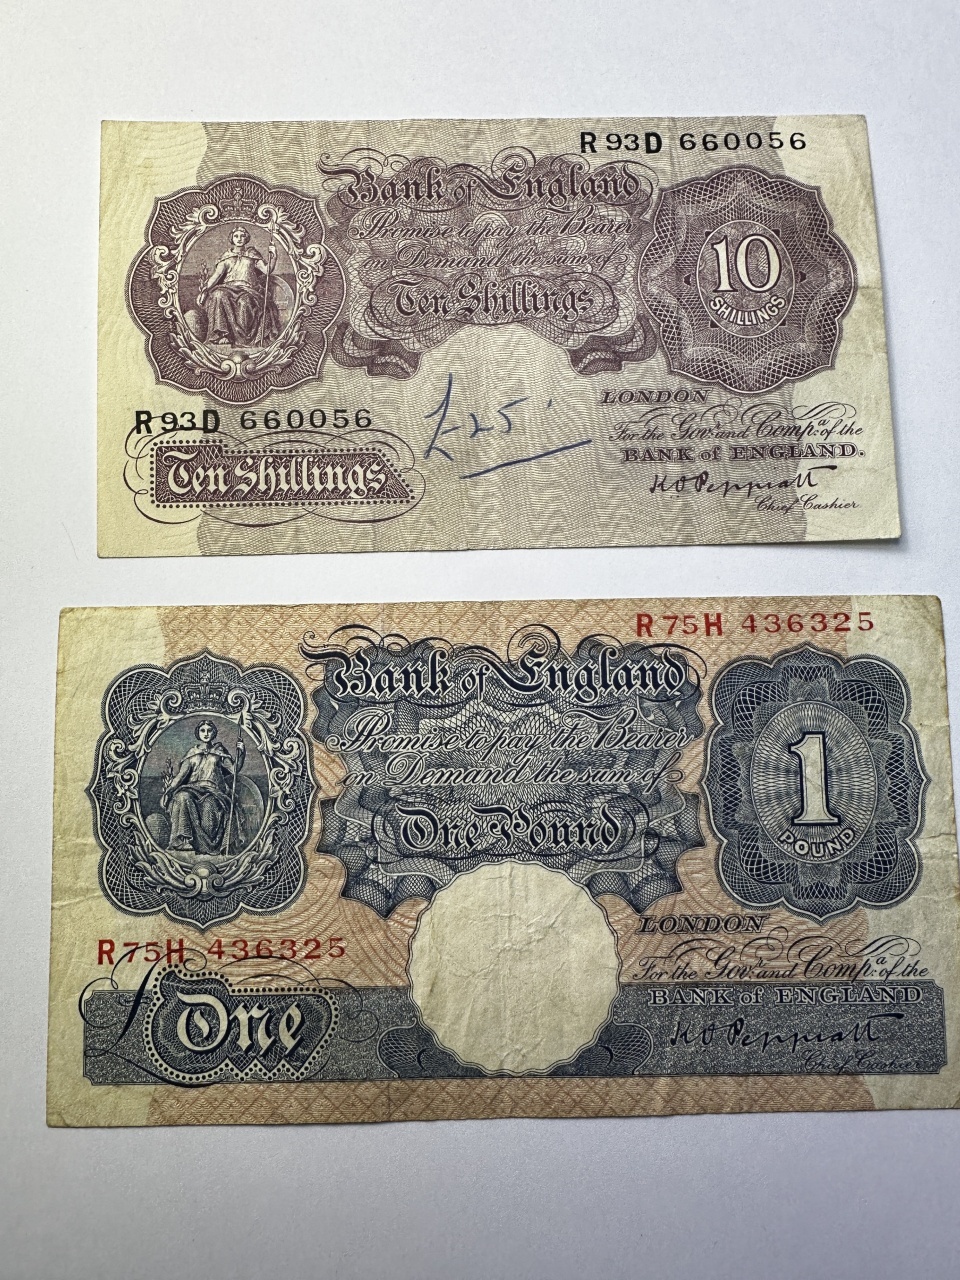 R93D 660056
Bank of England
Promise to pay the Bearer
on Demand the sum of
Ten Shillings
10
SHILLINGS
£25
LONDON
For the Govr. and Compa. of the
BANK of ENGLAND.
K O Peppiatt
Chief Cashier
R93D 660056
Ten Shillings
R75H 436325
Bank of England
Promise to pay the Bearer
on Demand the sum of
One Pound
1
POUND
LONDON
For the Govr. and Compa. of the
BANK of ENGLAND
K O Peppiatt
Chief Cashier
R75H 436325
£ One